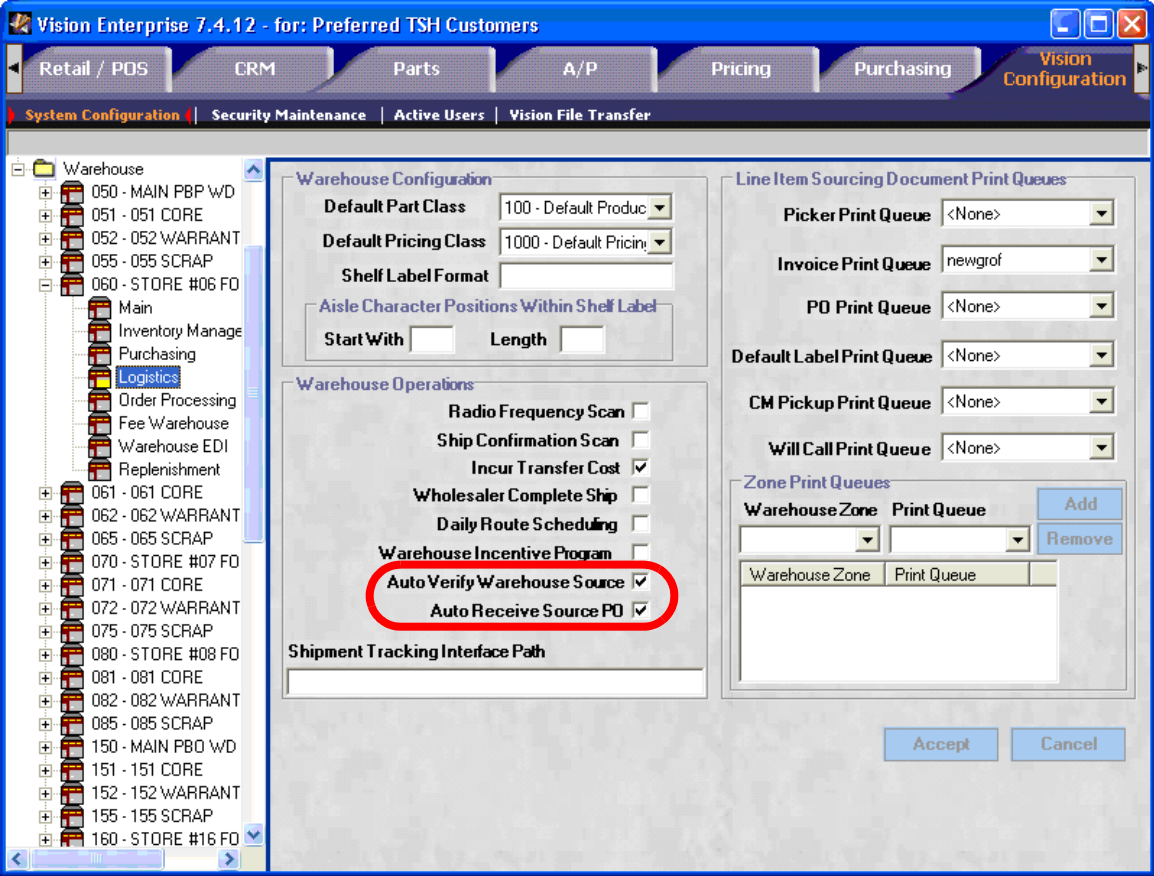 Vision Enterprise 7.4.12 - for: Preferred TSH Customers
Retail / POS
CRM
Parts
A/P
Pricing
Purchasing
Vision Configuration
System Configuration
Security Maintenance
Active Users
Vision File Transfer
Warehouse
050 - MAIN PBP WD
051 - 051 CORE
052 - 052 WARRANT
055 - 055 SCRAP
060 - STORE #06 FO
Main
Inventory Manage
Purchasing
Logistics
Order Processing
Fee Warehouse
Warehouse EDI
Replenishment
061 - 061 CORE
062 - 062 WARRANT
065 - 065 SCRAP
070 - STORE #07 FO
071 - 071 CORE
072 - 072 WARRANT
075 - 075 SCRAP
080 - STORE #08 FO
081 - 081 CORE
082 - 082 WARRANT
085 - 085 SCRAP
150 - MAIN PBO WD
151 - 151 CORE
152 - 152 WARRANT
155 - 155 SCRAP
160 - STORE #16 FO
Warehouse Configuration
Default Part Class
100 - Default Produc
Default Pricing Class
1000 - Default Pricin
Shelf Label Format
Aisle Character Positions Within Shelf Label
Start With
Length
Warehouse Operations
Radio Frequency Scan
Ship Confirmation Scan
Incur Transfer Cost
Wholesaler Complete Ship
Daily Route Scheduling
Warehouse Incentive Program
Auto Verify Warehouse Source
Auto Receive Source PO
Shipment Tracking Interface Path
Line Item Sourcing Document Print Queues
Picker Print Queue
<None>
Invoice Print Queue
newgrof
PO Print Queue
<None>
Default Label Print Queue
<None>
CM Pickup Print Queue
<None>
Will Call Print Queue
<None>
Zone Print Queues
Warehouse Zone
Print Queue
Add
Remove
Warehouse Zone
Print Queue
Accept
Cancel